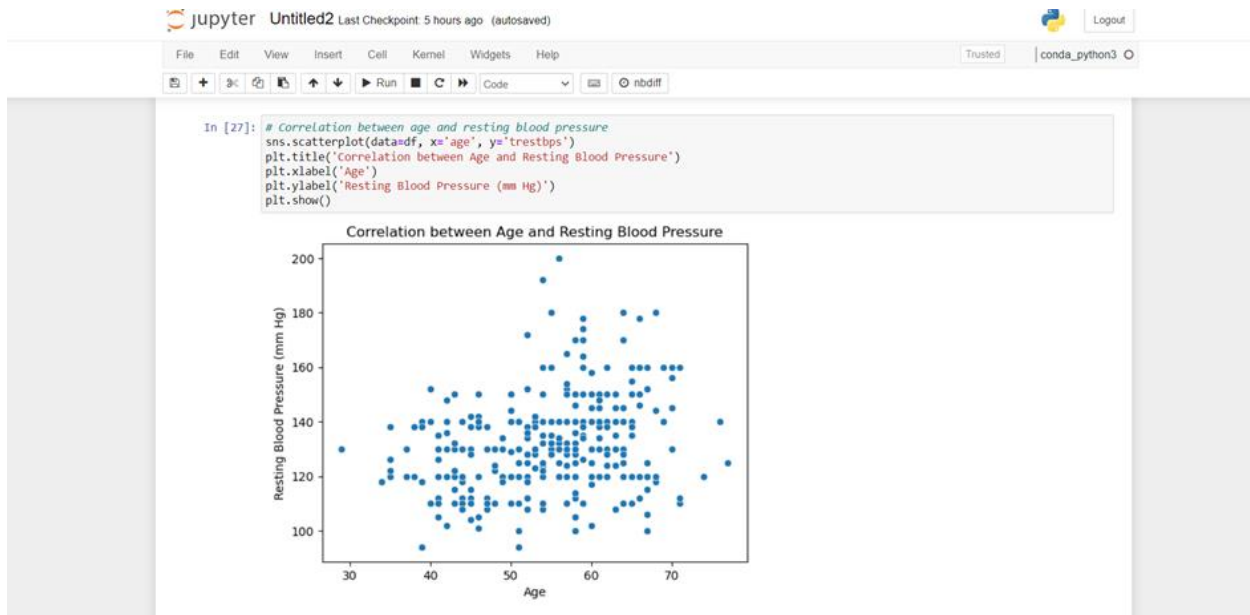 jupyter Untitled2 Last Checkpoint: 5 hours ago (autosaved)
Logout
File Edit View Insert Cell Kernel Widgets Help
Trusted
conda_python3
Run
Code
nbdiff
In [27]: # Correlation between age and resting blood pressure
sns.scatterplot(data=df, x='age', y='trestbps')
plt.title('Correlation between Age and Resting Blood Pressure')
plt.xlabel('Age')
plt.ylabel('Resting Blood Pressure (mm Hg)')
plt.show()
Correlation between Age and Resting Blood Pressure
Resting Blood Pressure (mm Hg)
200
180
160
140
120
100
30 40 50 60 70
Age